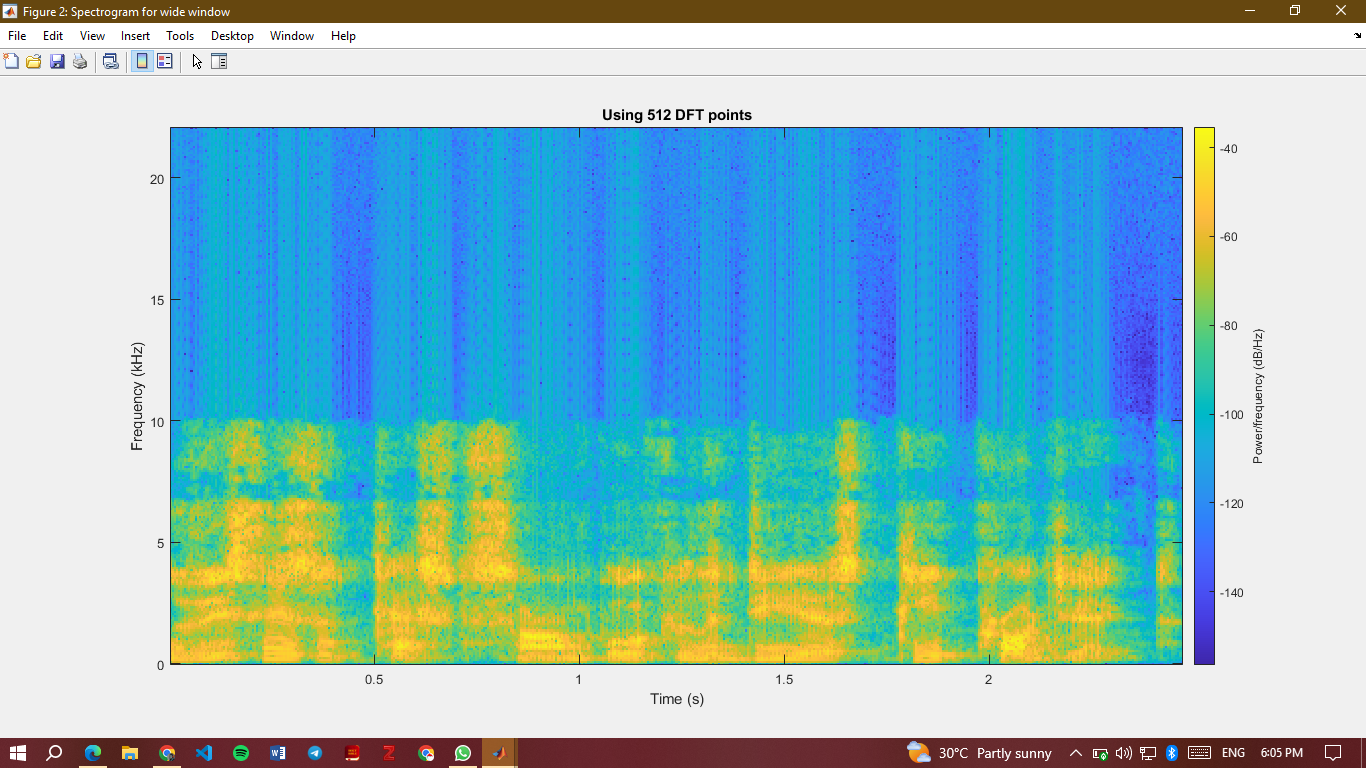 Figure 2: Spectrogram for wide window
File Edit View Insert Tools Desktop Window Help
Using 512 DFT points
20
15
10
5
0
Frequency (kHz)
0.5 1 1.5 2
Time (s)
-40
-60
-80
-100
-120
-140
Power/frequency (dB/Hz)
30°C Partly sunny ENG 6:05 PM